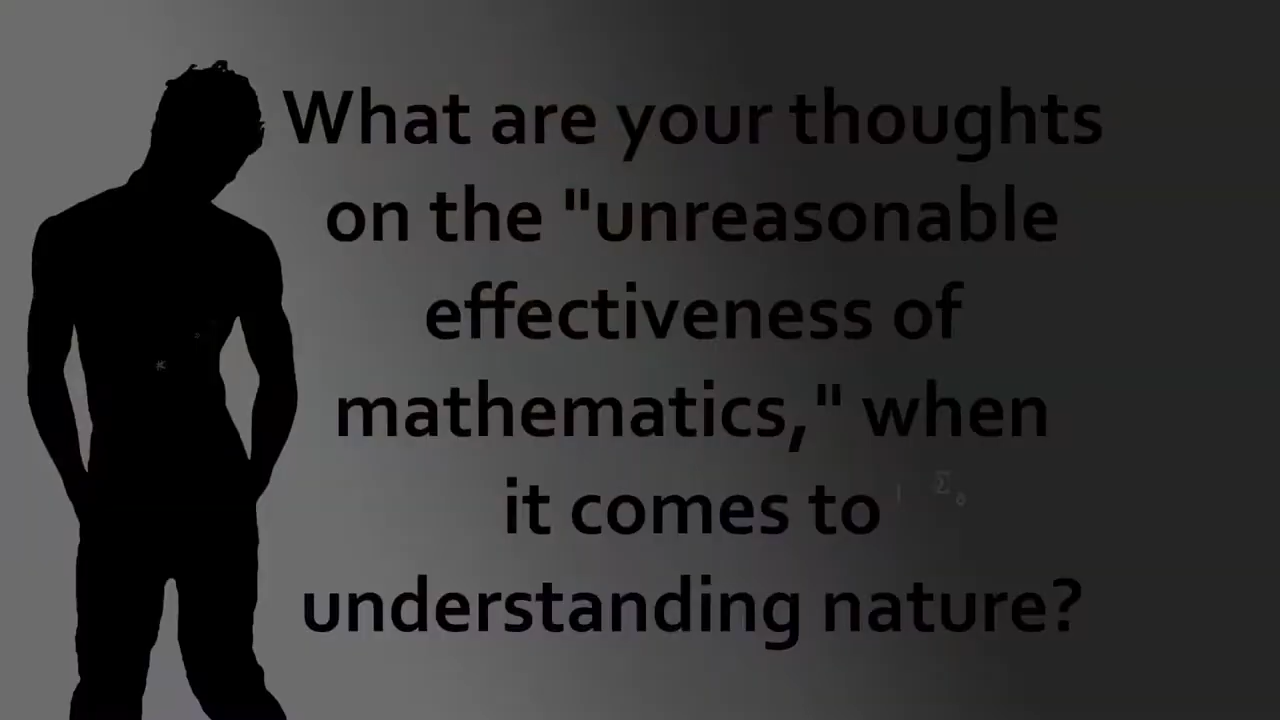 What are your thoughts
on the "unreasonable
effectiveness of
mathematics," when
it comes to
understanding nature?